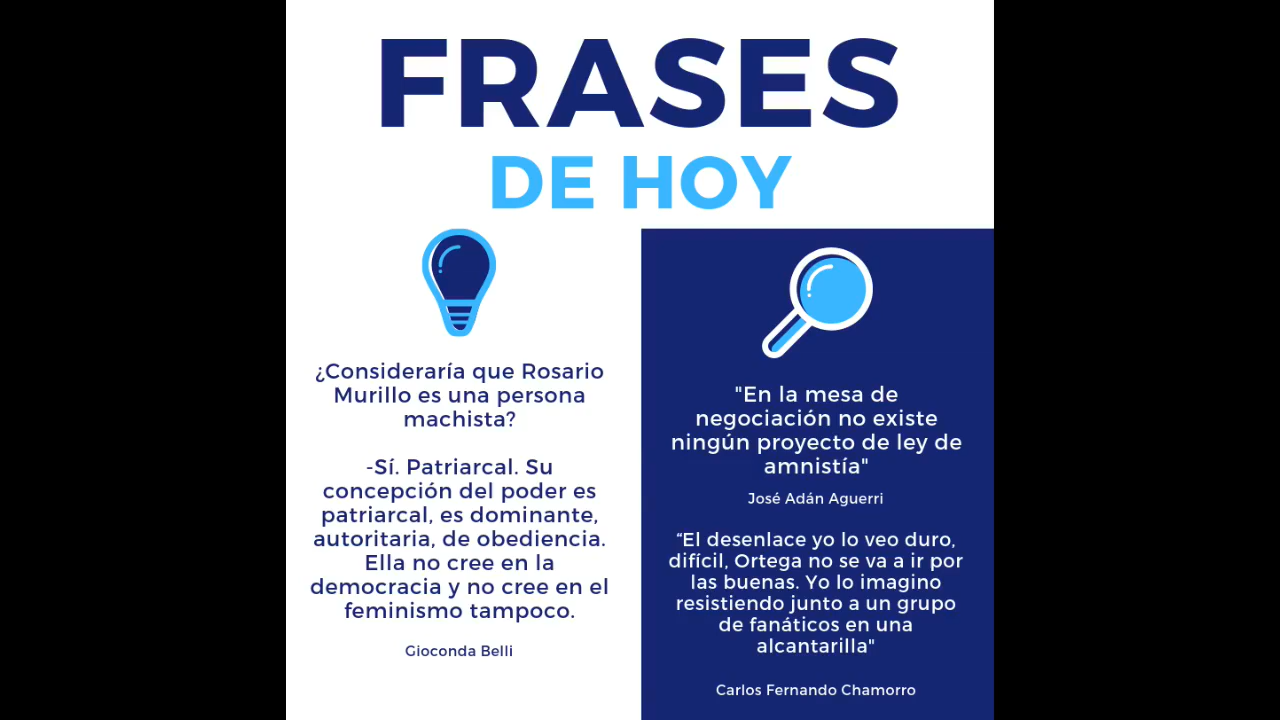 FRASES
DE HOY
¿Consideraría que Rosario
Murillo es una persona
machista?
-Sí. Patriarcal. Su
concepción del poder es
patriarcal, es dominante,
autoritaria, de obediencia.
Ella no cree en la
democracia y no cree en el
feminismo tampoco.
Gioconda Belli
"En la mesa de
negociación no existe
ningún proyecto de ley de
amnistía"
José Adán Aguerri
“El desenlace yo lo veo duro,
difícil, Ortega no se va a ir por
las buenas. Yo lo imagino
resistiendo junto a un grupo
de fanáticos en una
alcantarilla"
Carlos Fernando Chamorro